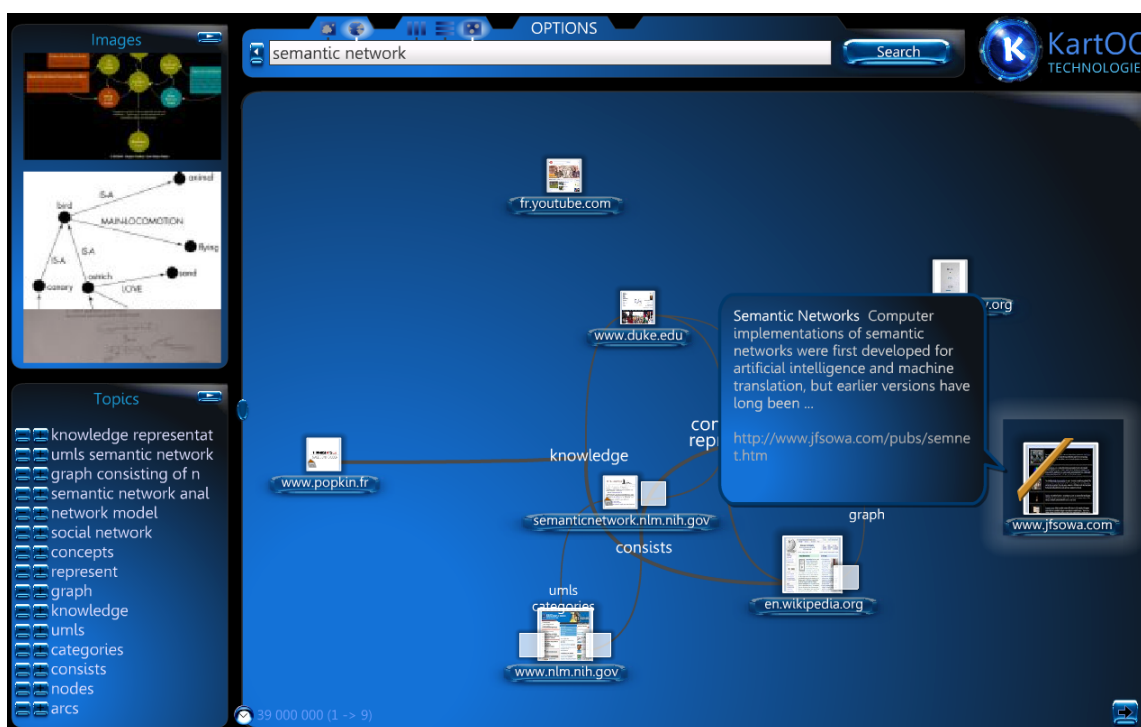 Images
OPTIONS
semantic network
Search
K
KartOO
TECHNOLOGIE
animal
IS-A
bird
MAIN-LOCOMOTION
flying
IS-A
IS-A
ostrich
sand
canary
LOVE
Topics
knowledge representat
umls semantic network
graph consisting of n
semantic network anal
network model
social network
concepts
represent
graph
knowledge
umls
categories
consists
nodes
arcs
fr.youtube.com
www.duke.edu
.org
Semantic Networks Computer
implementations of semantic
networks were first developed for
artificial intelligence and machine
translation, but earlier versions have
long been ...
http://www.jfsowa.com/pubs/semne
t.htm
knowledge
www.popkin.fr
semanticnetwork.nlm.nih.gov
consists
graph
www.jfsowa.com
umls
categories
en.wikipedia.org
www.nlm.nih.gov
39 000 000 (1 -> 9)